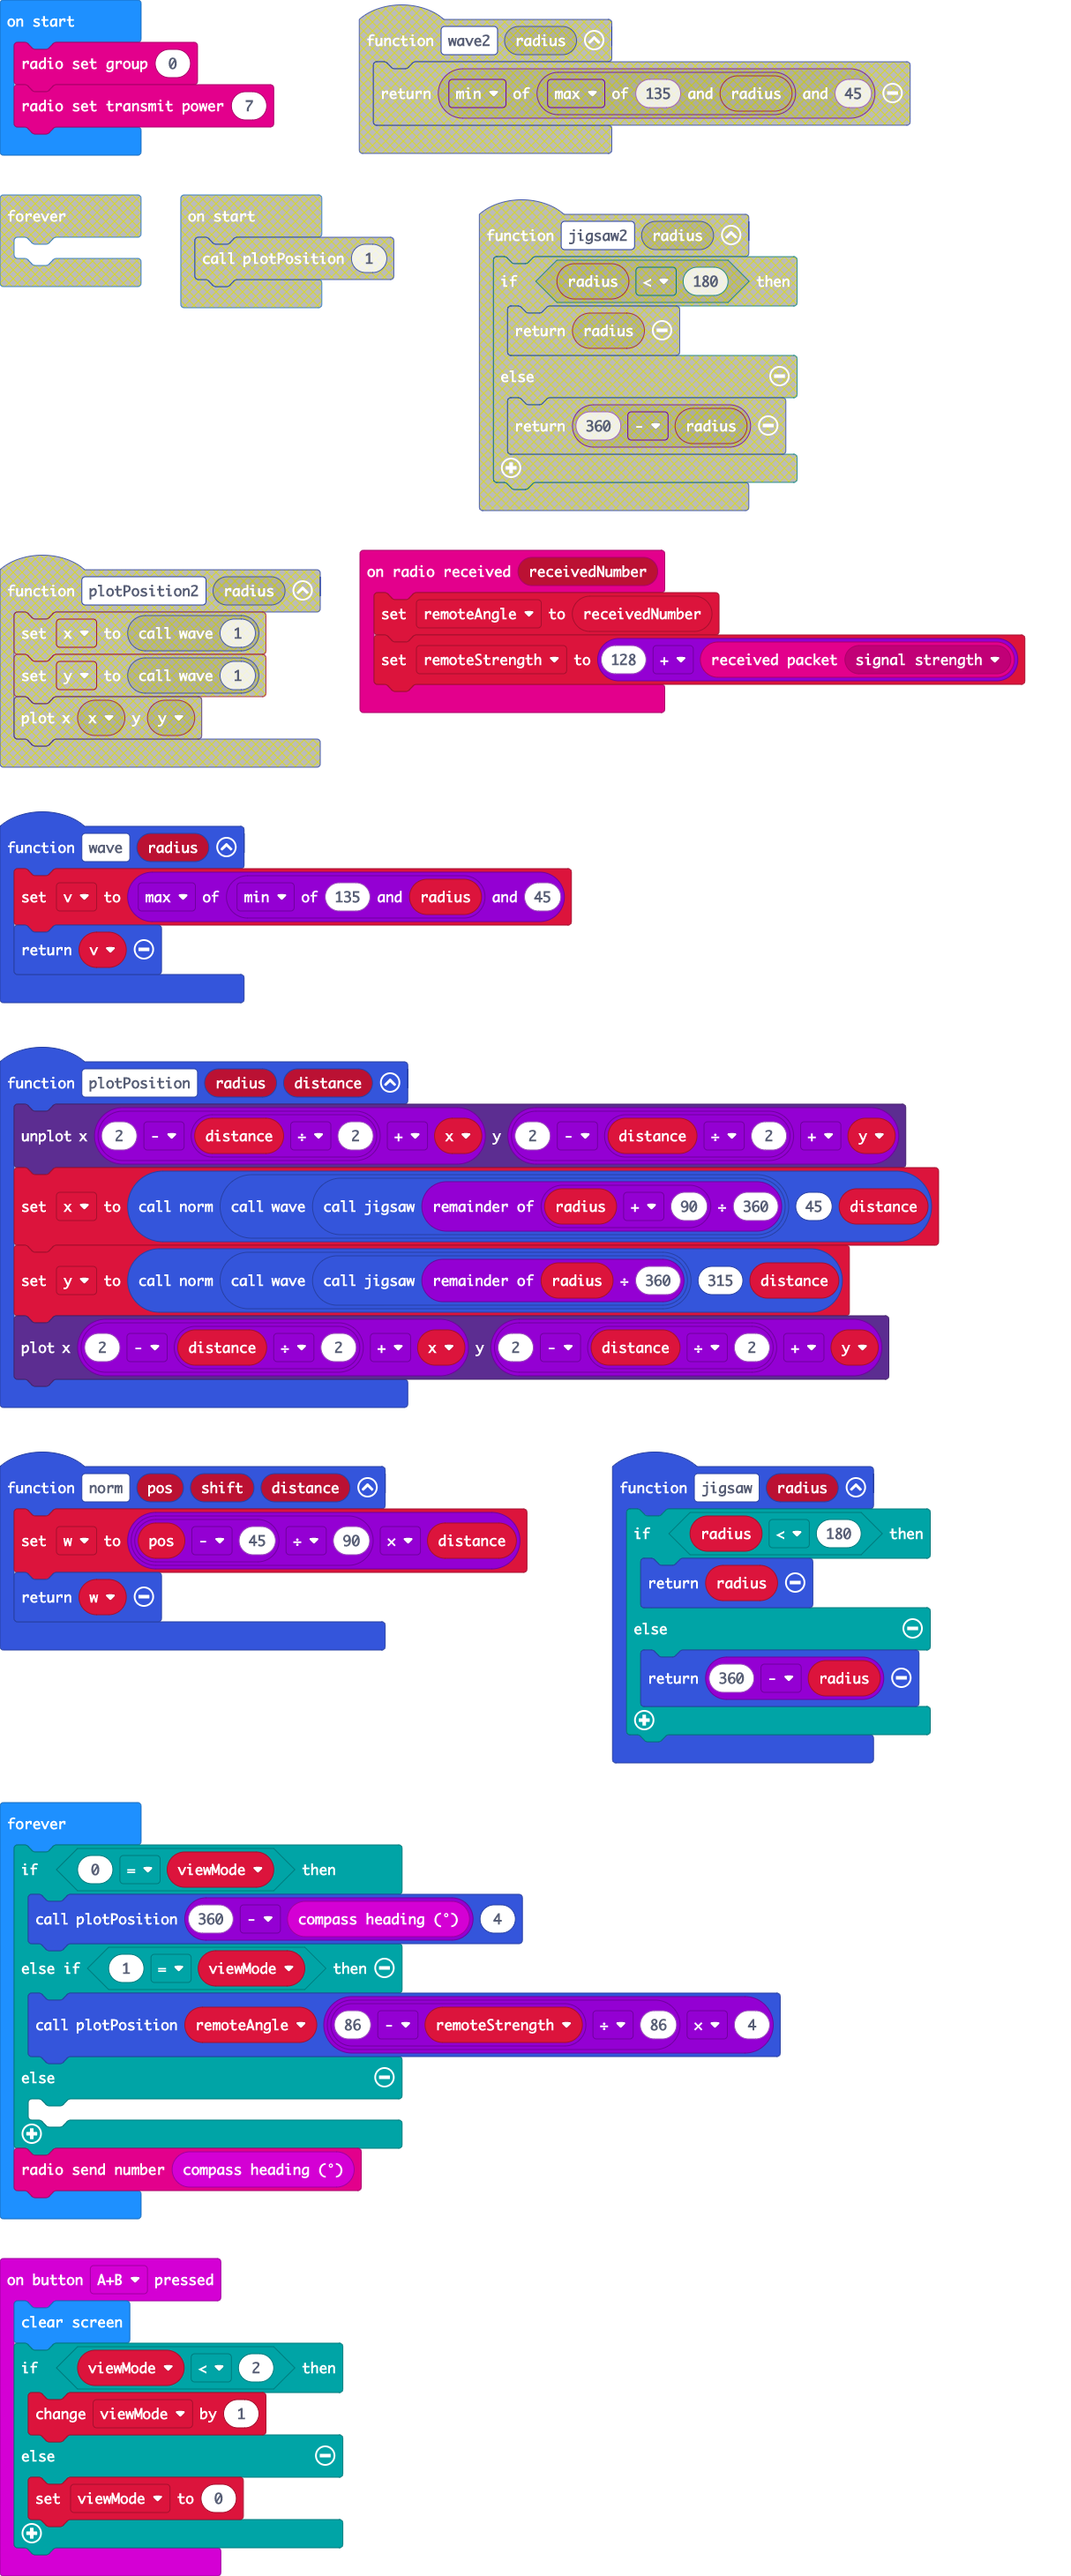 on start
radio set group 0
radio set transmit power 7
function wave2 radius
return min of max of 135 and radius and 45
forever
on start
call plotPosition 1
function jigsaw2 radius
if radius < 180 then
return radius
else
return 360 - radius
function plotPosition2 radius
set x to call wave 1
set y to call wave 1
plot x x y y
on radio received receivedNumber
set remoteAngle to receivedNumber
set remoteStrength to 128 + received packet signal strength
function wave radius
set v to max of min of 135 and radius and 45
return v
function plotPosition radius distance
unplot x 2 - distance ÷ 2 + x y 2 - distance ÷ 2 + y
set x to call norm call wave call jigsaw remainder of radius + 90 ÷ 360 45 distance
set y to call norm call wave call jigsaw remainder of radius ÷ 360 315 distance
plot x 2 - distance ÷ 2 + x y 2 - distance ÷ 2 + y
function norm pos shift distance
set w to pos - 45 ÷ 90 × distance
return w
function jigsaw radius
if radius < 180 then
return radius
else
return 360 - radius
forever
if 0 = viewMode then
call plotPosition 360 - compass heading (°) 4
else if 1 = viewMode then
call plotPosition remoteAngle 86 - remoteStrength ÷ 86 × 4
else
radio send number compass heading (°)
on button A+B pressed
clear screen
if viewMode < 2 then
change viewMode by 1
else
set viewMode to 0